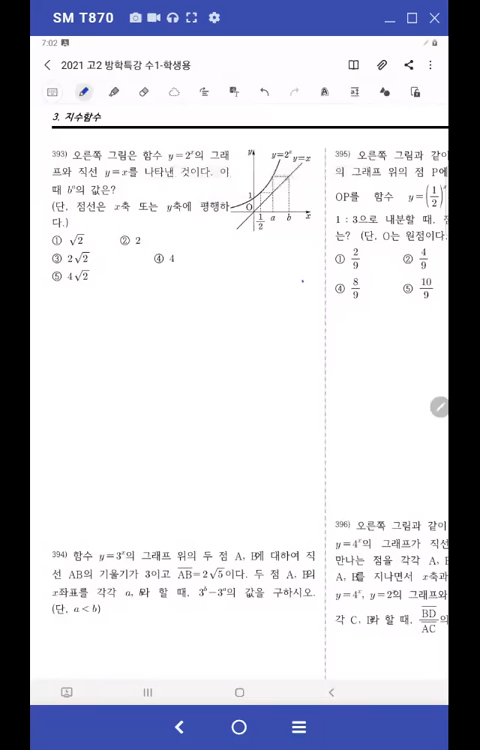 SM T870
7:02
2021 고2 방학특강 수1-학생용
3. 지수함수
393) 오른쪽 그림은 함수 y=2ˣ의 그래
프와 직선 y=x를 나타낸 것이다. 이
때 bᵃ의 값은?
(단, 점선은 x축 또는 y축에 평행하
다.)
① √2 ② 2
③ 2√2 ④ 4
⑤ 4√2
y y=2ˣ y=x
1
O 1/2 a b x
394) 함수 y=3ˣ의 그래프 위의 두 점 A, B에 대하여 직
선 AB의 기울기가 3이고 AB=2√5이다. 두 점 A, B의
x좌표를 각각 a, b라 할 때, 3ᵇ-3ᵃ의 값을 구하시오.
(단, a<b)
395) 오른쪽 그림과 같이
의 그래프 위의 점 P에
OP를 함수 y=(1/2)ˣ
1:3으로 내분할 때, 점
는? (단, O는 원점이다.
① 2/9 ② 4/9
④ 8/9 ⑤ 10/9
396) 오른쪽 그림과 같이
y=4ˣ의 그래프가 직선
만나는 점을 각각 A, B
A, B를 지나면서 x축과
y=4ˣ, y=2ˣ의 그래프와
각 C, D라 할 때, BD/AC의